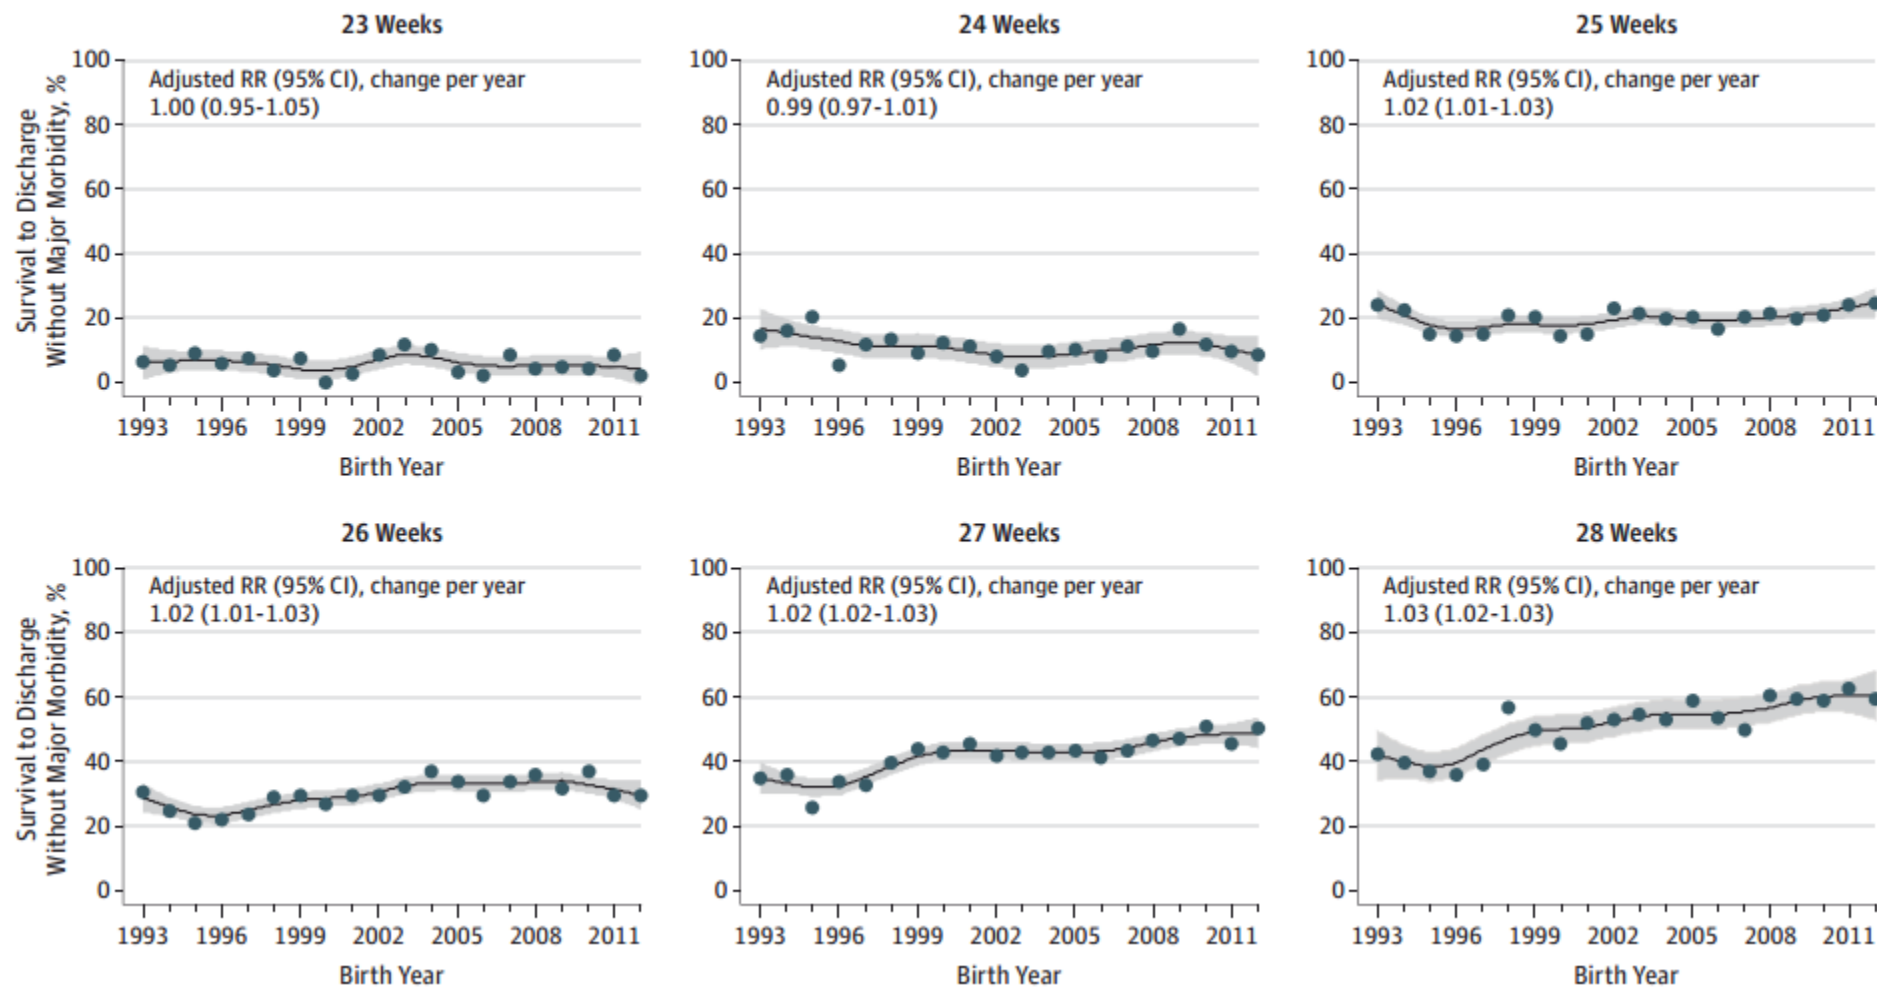 23 Weeks
Survival to Discharge
Without Major Morbidity, %
100
80
60
40
20
0
Adjusted RR (95% CI), change per year
1.00 (0.95-1.05)
1993 1996 1999 2002 2005 2008 2011
Birth Year
24 Weeks
100
80
60
40
20
0
Adjusted RR (95% CI), change per year
0.99 (0.97-1.01)
1993 1996 1999 2002 2005 2008 2011
Birth Year
25 Weeks
100
80
60
40
20
0
Adjusted RR (95% CI), change per year
1.02 (1.01-1.03)
1993 1996 1999 2002 2005 2008 2011
Birth Year
26 Weeks
Survival to Discharge
Without Major Morbidity, %
100
80
60
40
20
0
Adjusted RR (95% CI), change per year
1.02 (1.01-1.03)
1993 1996 1999 2002 2005 2008 2011
Birth Year
27 Weeks
100
80
60
40
20
0
Adjusted RR (95% CI), change per year
1.02 (1.02-1.03)
1993 1996 1999 2002 2005 2008 2011
Birth Year
28 Weeks
100
80
60
40
20
0
Adjusted RR (95% CI), change per year
1.03 (1.02-1.03)
1993 1996 1999 2002 2005 2008 2011
Birth Year